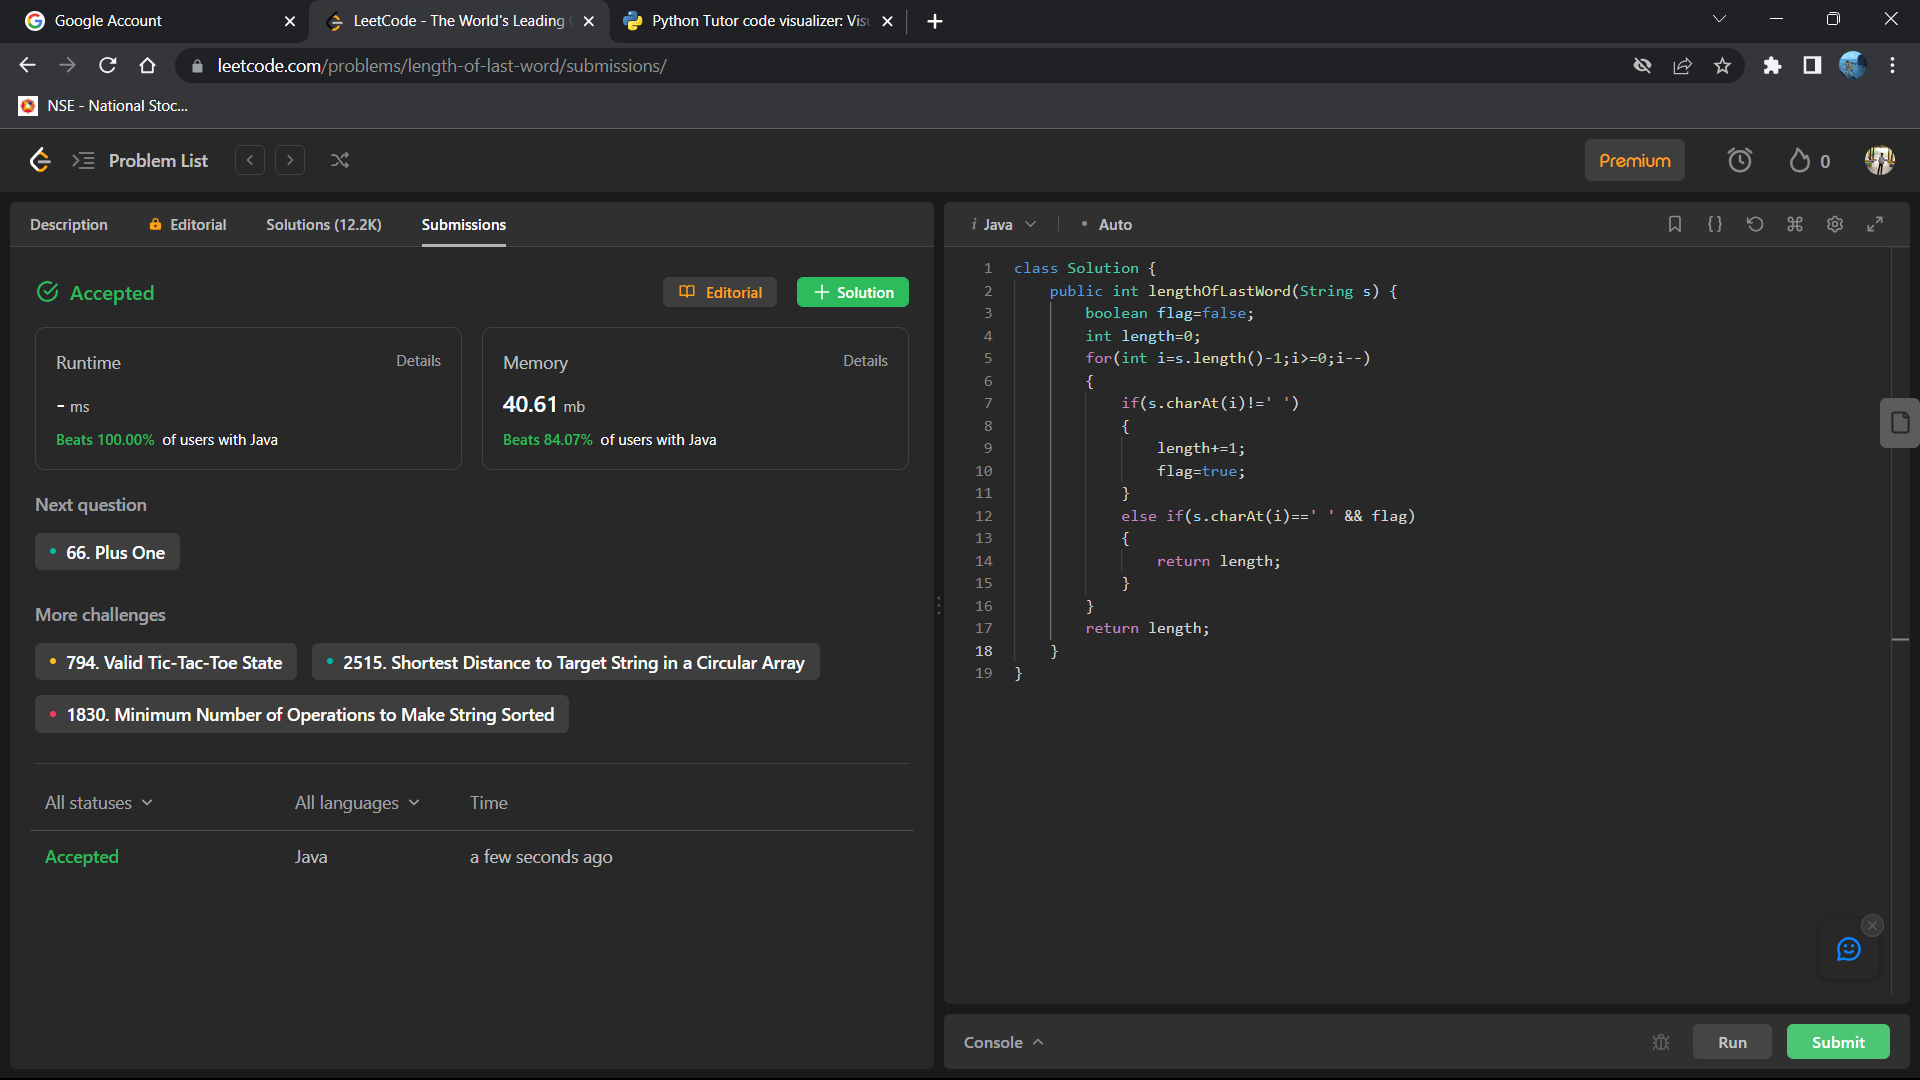 Google Account
LeetCode - The World's Leading
Python Tutor code visualizer: Vis
leetcode.com/problems/length-of-last-word/submissions/
NSE - National Stoc...
Problem List
Premium
0
Description
Editorial
Solutions (12.2K)
Submissions
Accepted
Editorial
Solution
Runtime
Details
- ms
Beats 100.00% of users with Java
Memory
Details
40.61 mb
Beats 84.07% of users with Java
Next question
66. Plus One
More challenges
794. Valid Tic-Tac-Toe State
2515. Shortest Distance to Target String in a Circular Array
1830. Minimum Number of Operations to Make String Sorted
All statuses
All languages
Time
Accepted
Java
a few seconds ago
i Java
• Auto
1 class Solution {
2 public int lengthOfLastWord(String s) {
3 boolean flag=false;
4 int length=0;
5 for(int i=s.length()-1;i>=0;i--)
6 {
7 if(s.charAt(i)!=' ')
8 {
9 length+=1;
10 flag=true;
11 }
12 else if(s.charAt(i)==' ' && flag)
13 {
14 return length;
15 }
16 }
17 return length;
18 }
19 }
Console
Run
Submit